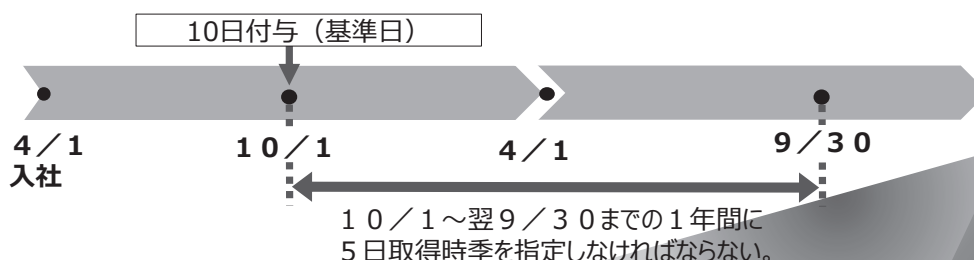 10日付与（基準日）
4／1
入社
10／1
4／1
9／30
10／1～翌9／30までの1年間に
5日取得時季を指定しなければならない。